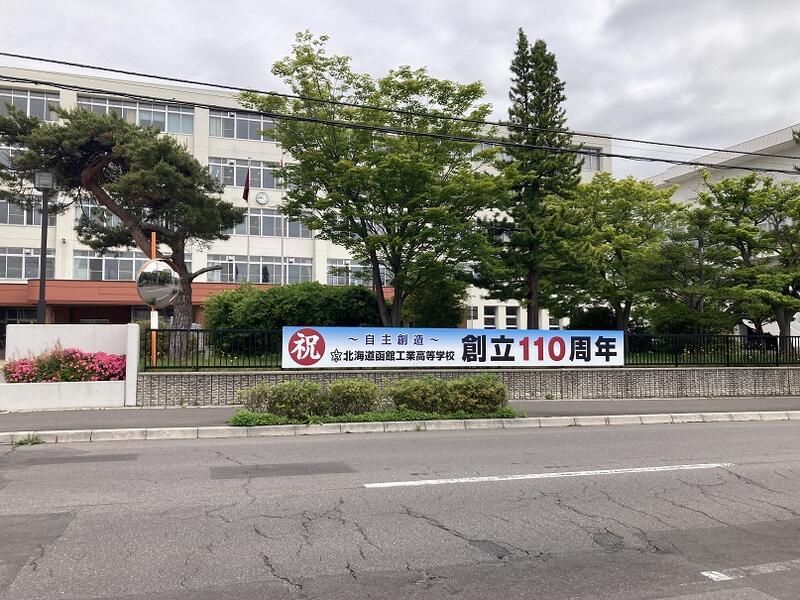 祝
～自主創造～
北海道函館工業高等学校
創立110周年